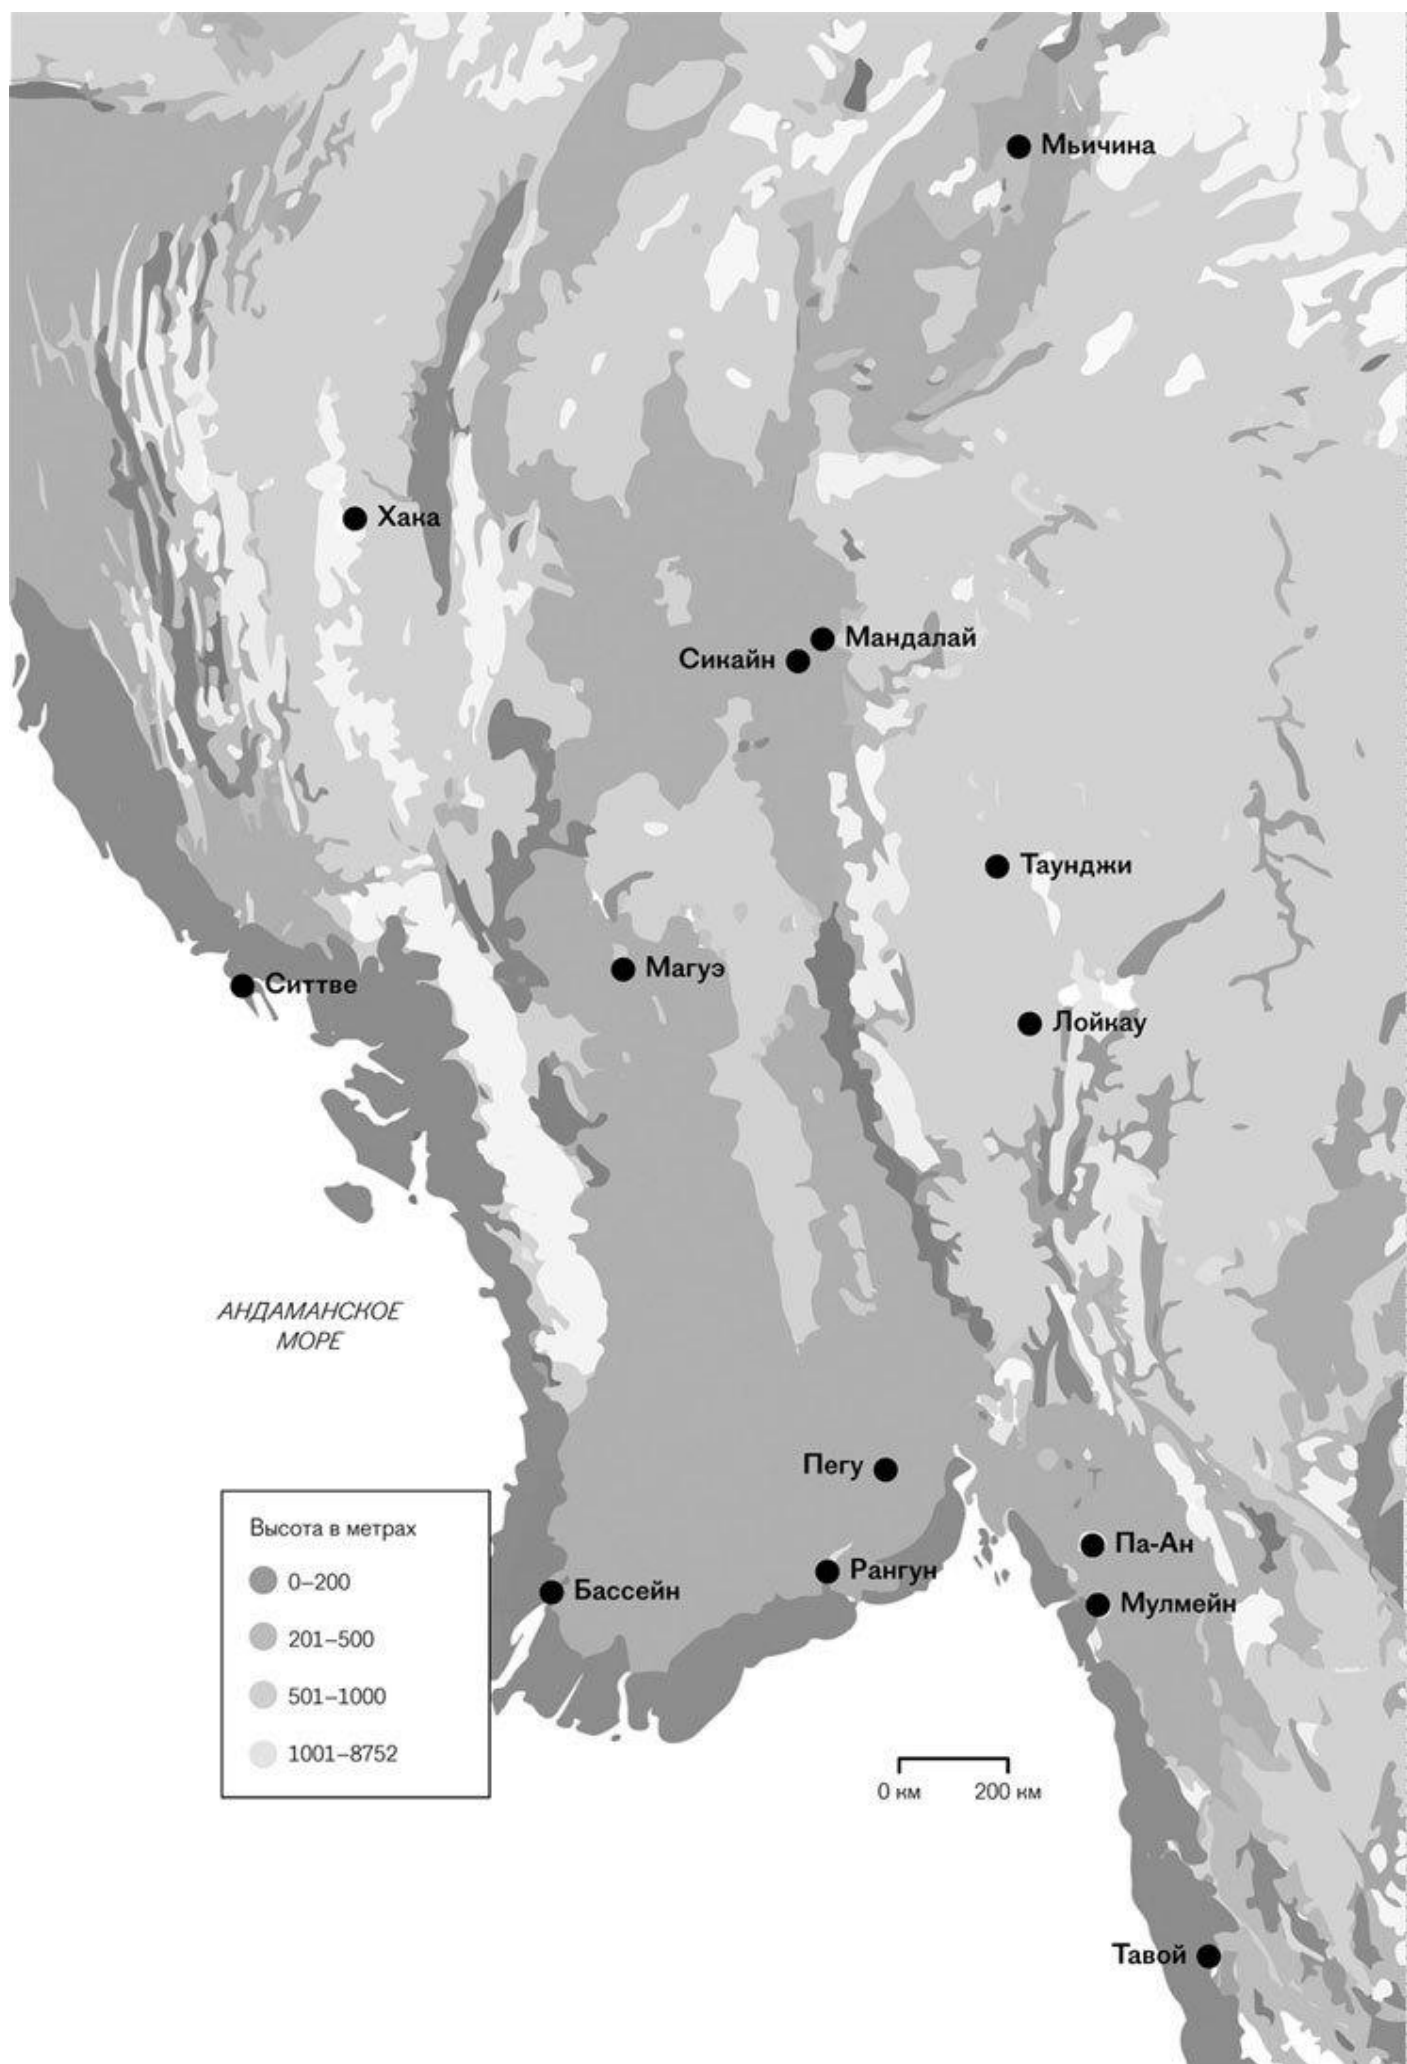 Мьичина
Хака
Мандалай
Сикайн
Таунджи
Магуэ
Ситтве
Лойкау
АНДАМАНСКОЕ
МОРЕ
Пегу
Па-Ан
Рангун
Бассейн
Мулмейн
Высота в метрах
0–200
201–500
501–1000
1001–8752
0 км 200 км
Тавой